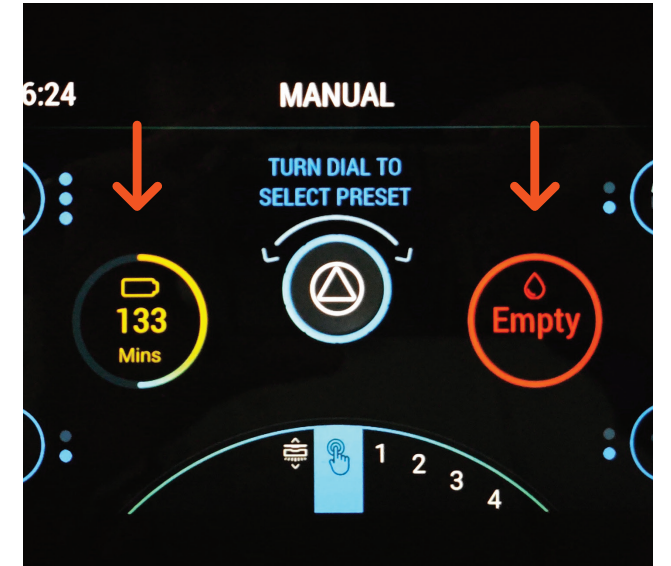 6:24
MANUAL
TURN DIAL TO
SELECT PRESET
133
Mins
Empty
1
2
3
4